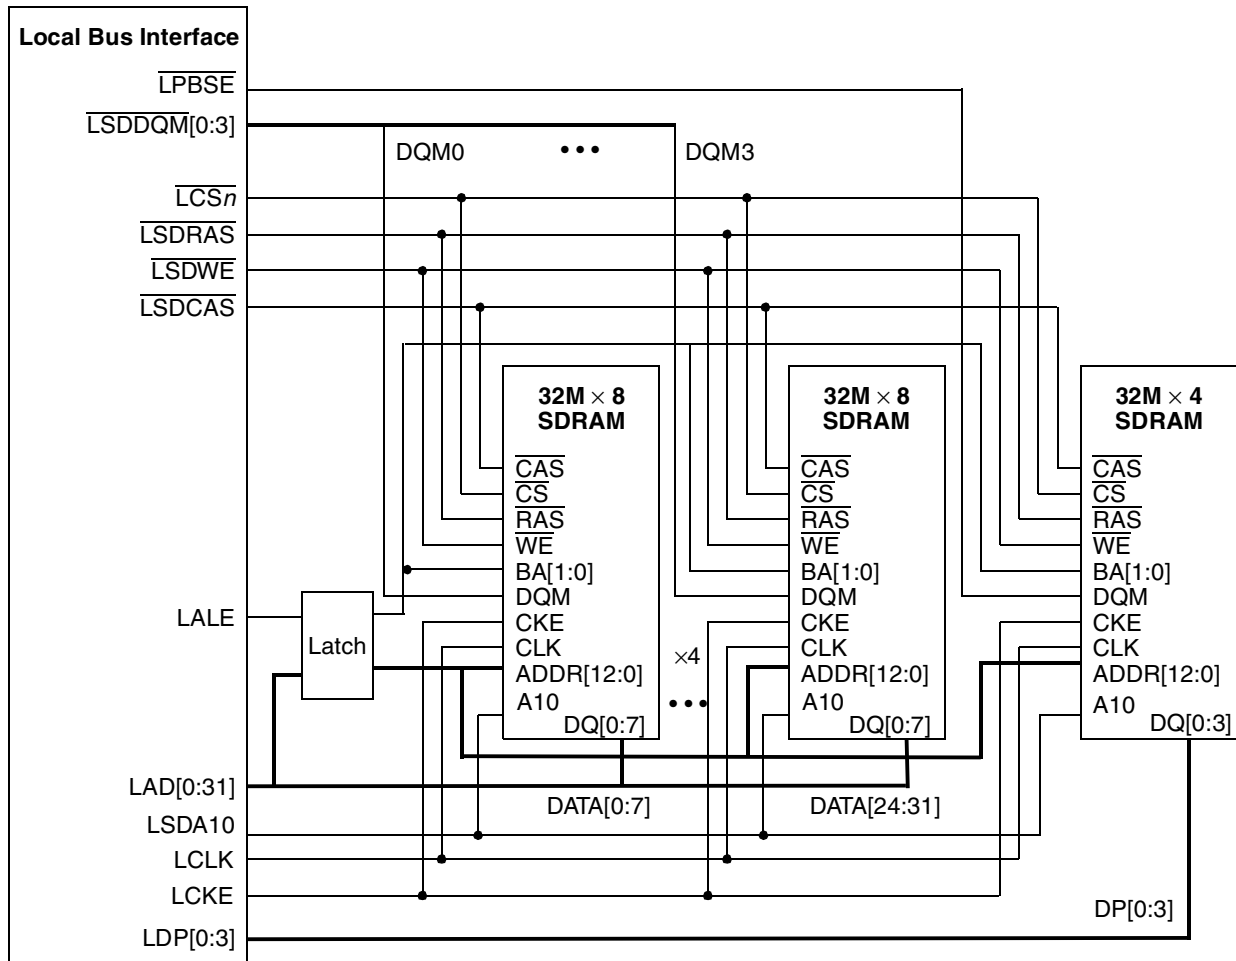 Local Bus Interface
LPBSE
LSDDQM[0:3]
DQM0
•••
DQM3
LCSn
LSDRAS
LSDWE
LSDCAS
32M × 8
SDRAM
CAS
CS
RAS
WE
BA[1:0]
DQM
CKE
CLK
ADDR[12:0]
A10
DQ[0:7]
×4
•••
32M × 8
SDRAM
CAS
CS
RAS
WE
BA[1:0]
DQM
CKE
CLK
ADDR[12:0]
A10
DQ[0:7]
32M × 4
SDRAM
CAS
CS
RAS
WE
BA[1:0]
DQM
CKE
CLK
ADDR[12:0]
A10
DQ[0:3]
LALE
Latch
LAD[0:31]
DATA[0:7]
DATA[24:31]
LSDA10
LCLK
LCKE
DP[0:3]
LDP[0:3]